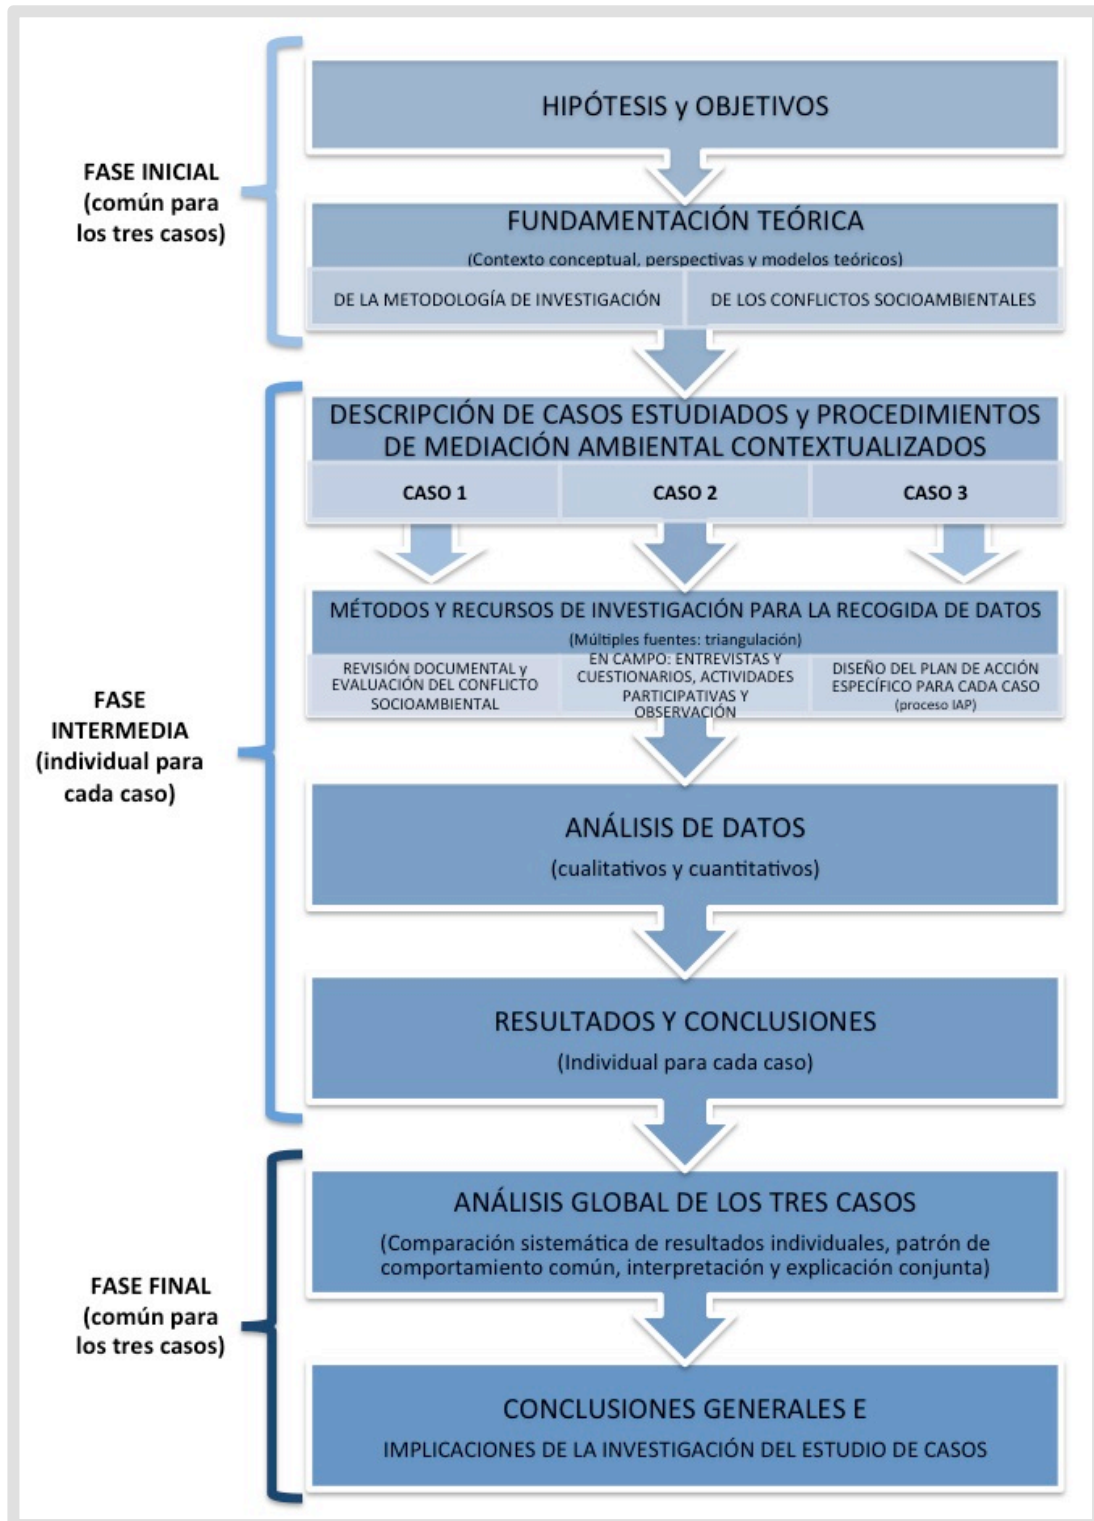 HIPÓTESIS y OBJETIVOS
FASE INICIAL
(común para
los tres casos)
FUNDAMENTACIÓN TEÓRICA
(Contexto conceptual, perspectivas y modelos teóricos)
DE LA METODOLOGÍA DE INVESTIGACIÓN
DE LOS CONFLICTOS SOCIOAMBIENTALES
DESCRIPCIÓN DE CASOS ESTUDIADOS y PROCEDIMIENTOS
DE MEDIACIÓN AMBIENTAL CONTEXTUALIZADOS
CASO 1
CASO 2
CASO 3
MÉTODOS Y RECURSOS DE INVESTIGACIÓN PARA LA RECOGIDA DE DATOS
(Múltiples fuentes: triangulación)
REVISIÓN DOCUMENTAL y
EVALUACIÓN DEL CONFLICTO
SOCIOAMBIENTAL
EN CAMPO: ENTREVISTAS Y
CUESTIONARIOS, ACTIVIDADES
PARTICIPATIVAS Y
OBSERVACIÓN
DISEÑO DEL PLAN DE ACCIÓN
ESPECÍFICO PARA CADA CASO
(proceso IAP)
FASE
INTERMEDIA
(individual para
cada caso)
ANÁLISIS DE DATOS
(cualitativos y cuantitativos)
RESULTADOS Y CONCLUSIONES
(Individual para cada caso)
ANÁLISIS GLOBAL DE LOS TRES CASOS
(Comparación sistemática de resultados individuales, patrón de
comportamiento común, interpretación y explicación conjunta)
FASE FINAL
(común para
los tres casos)
CONCLUSIONES GENERALES E
IMPLICACIONES DE LA INVESTIGACIÓN DEL ESTUDIO DE CASOS